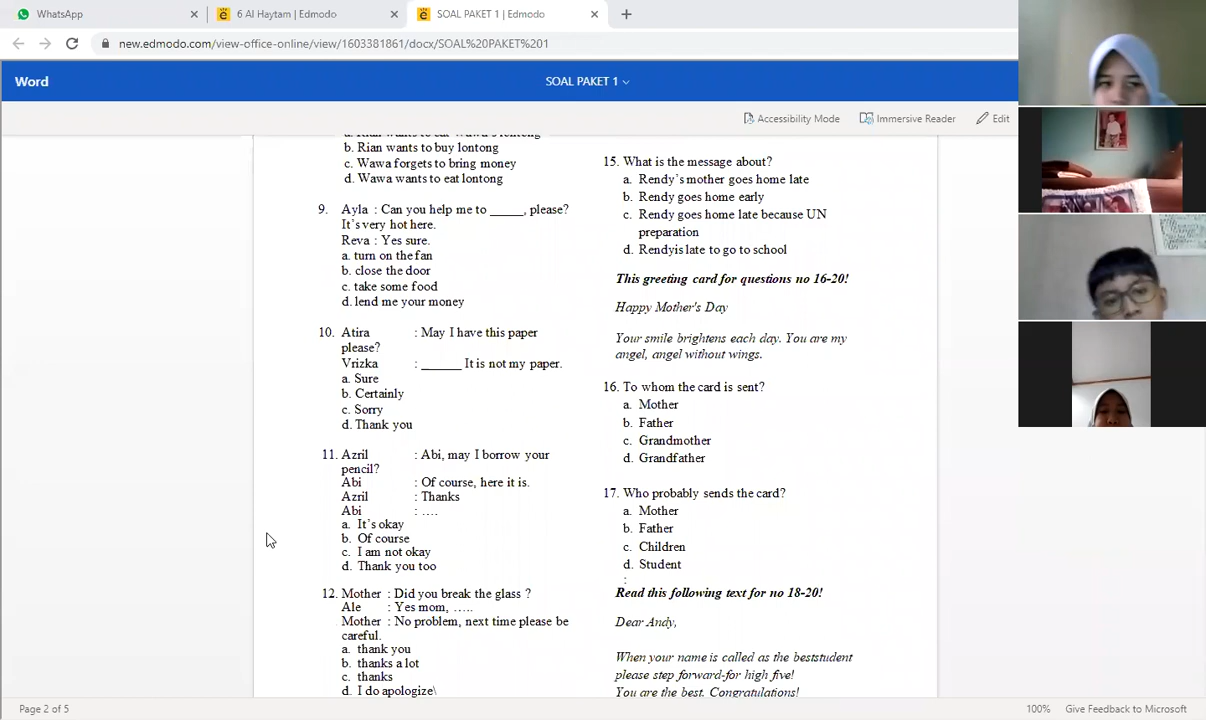 WhatsApp
6 Al Haytam | Edmodo
SOAL PAKET 1 | Edmodo
new.edmodo.com/view-office-online/view/1603381861/docx/SOAL%20PAKET%201
Word
SOAL PAKET 1
Accessibility Mode
Immersive Reader
Edit
a. Rian wants to eat Wawa's lontong
b. Rian wants to buy lontong
c. Wawa forgets to bring money
d. Wawa wants to eat lontong
9. Ayla : Can you help me to _____, please?
It's very hot here.
Reva : Yes sure.
a. turn on the fan
b. close the door
c. take some food
d. lend me your money
10. Atira : May I have this paper
please?
Vrizka : ______ It is not my paper.
a. Sure
b. Certainly
c. Sorry
d. Thank you
11. Azril : Abi, may I borrow your
pencil?
Abi : Of course, here it is.
Azril : Thanks
Abi : ….
a. It's okay
b. Of course
c. I am not okay
d. Thank you too
12. Mother : Did you break the glass ?
Ale : Yes mom, …..
Mother : No problem, next time please be
careful.
a. thank you
b. thanks a lot
c. thanks
d. I do apologize\
15. What is the message about?
a. Rendy's mother goes home late
b. Rendy goes home early
c. Rendy goes home late because UN
preparation
d. Rendyis late to go to school
This greeting card for questions no 16-20!
Happy Mother's Day
Your smile brightens each day. You are my
angel, angel without wings.
16. To whom the card is sent?
a. Mother
b. Father
c. Grandmother
d. Grandfather
17. Who probably sends the card?
a. Mother
b. Father
c. Children
d. Student
:
Read this following text for no 18-20!
Dear Andy,
When your name is called as the beststudent
please step forward-for high five!
You are the best. Congratulations!
Page 2 of 5
100%
Give Feedback to Microsoft